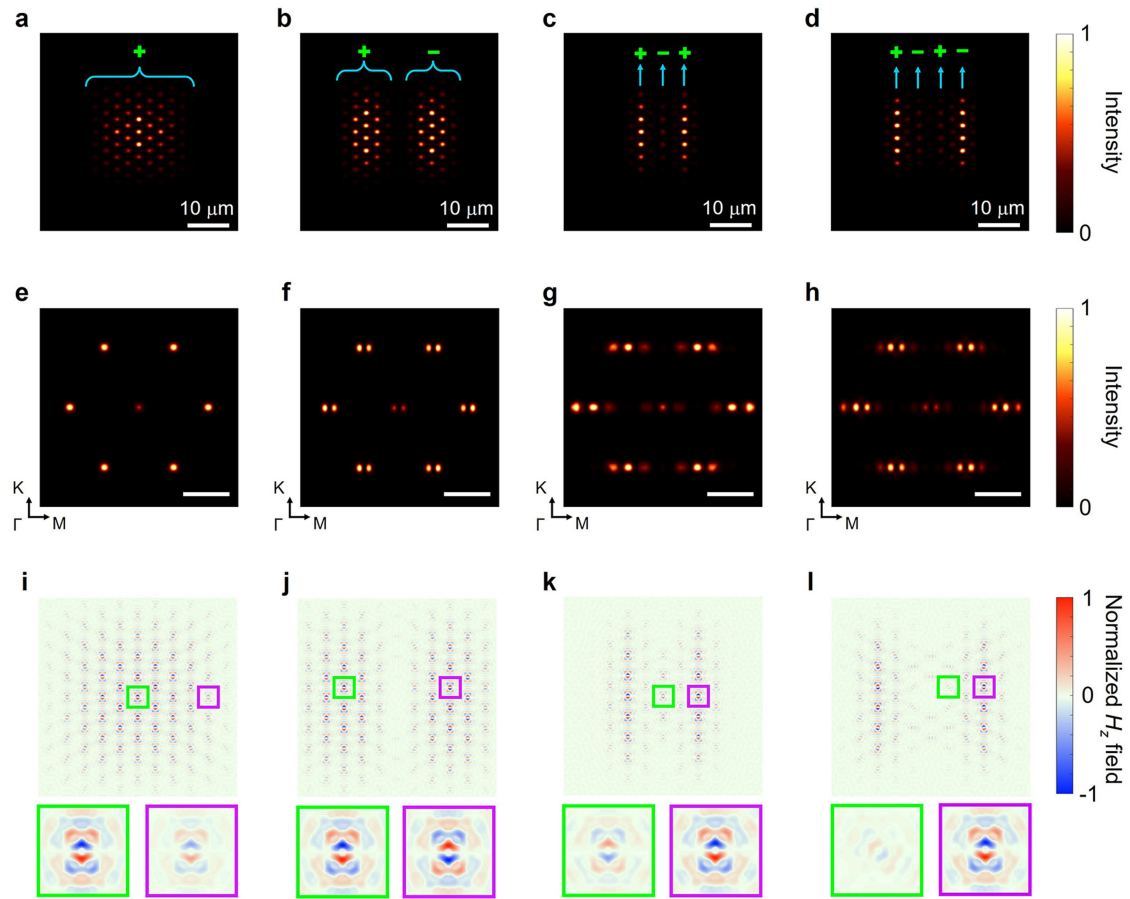 a
b
c
d
+
+ −
+ − +
+ − + −
10 μm
10 μm
10 μm
10 μm
1
0
Intensity
e
f
g
h
K
Γ M
K
Γ M
K
Γ M
K
Γ M
1
0
Intensity
i
j
k
l
1
0
-1
Normalized Hz field